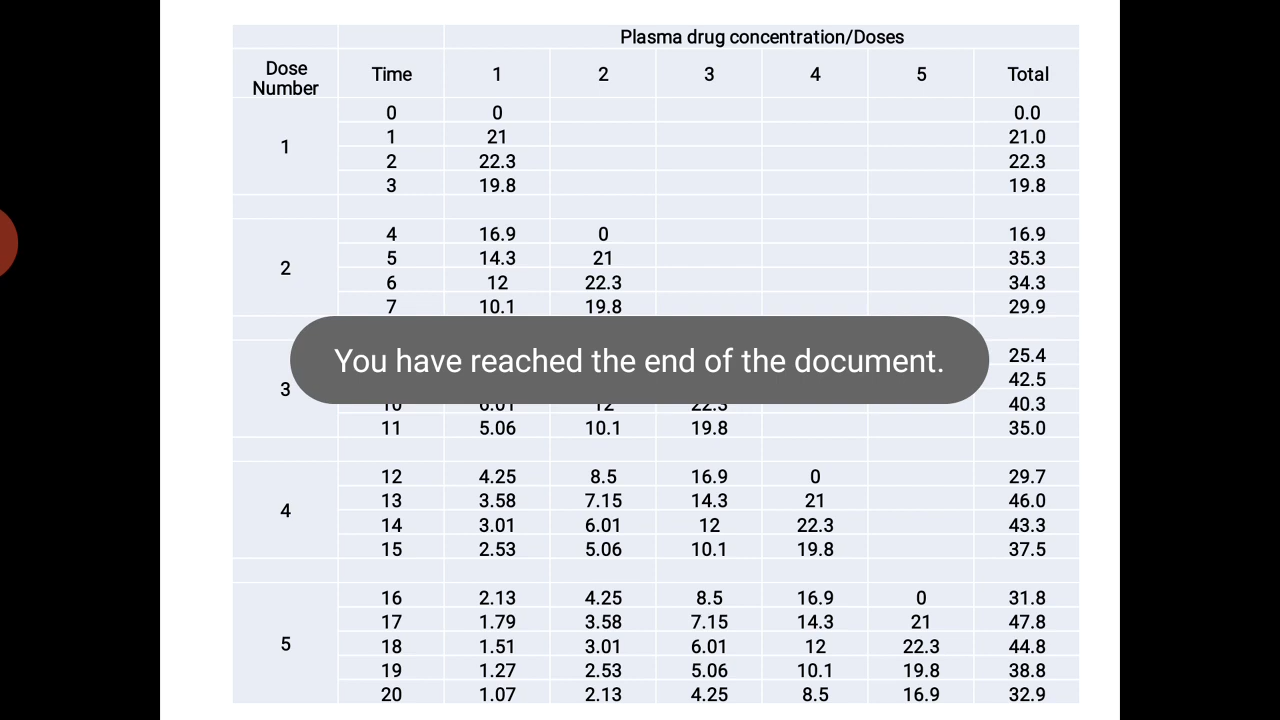 Plasma drug concentration/Doses
Dose Number Time 1 2 3 4 5 Total
0 0 0.0
1 21 21.0
1
2 22.3 22.3
3 19.8 19.8
4 16.9 0 16.9
5 14.3 21 35.3
2
6 12 22.3 34.3
7 10.1 19.8 29.9
25.4
You have reached the end of the document.
42.5
3
10 6.01 12 22.3 40.3
11 5.06 10.1 19.8 35.0
12 4.25 8.5 16.9 0 29.7
13 3.58 7.15 14.3 21 46.0
4
14 3.01 6.01 12 22.3 43.3
15 2.53 5.06 10.1 19.8 37.5
16 2.13 4.25 8.5 16.9 0 31.8
17 1.79 3.58 7.15 14.3 21 47.8
5
18 1.51 3.01 6.01 12 22.3 44.8
19 1.27 2.53 5.06 10.1 19.8 38.8
20 1.07 2.13 4.25 8.5 16.9 32.9